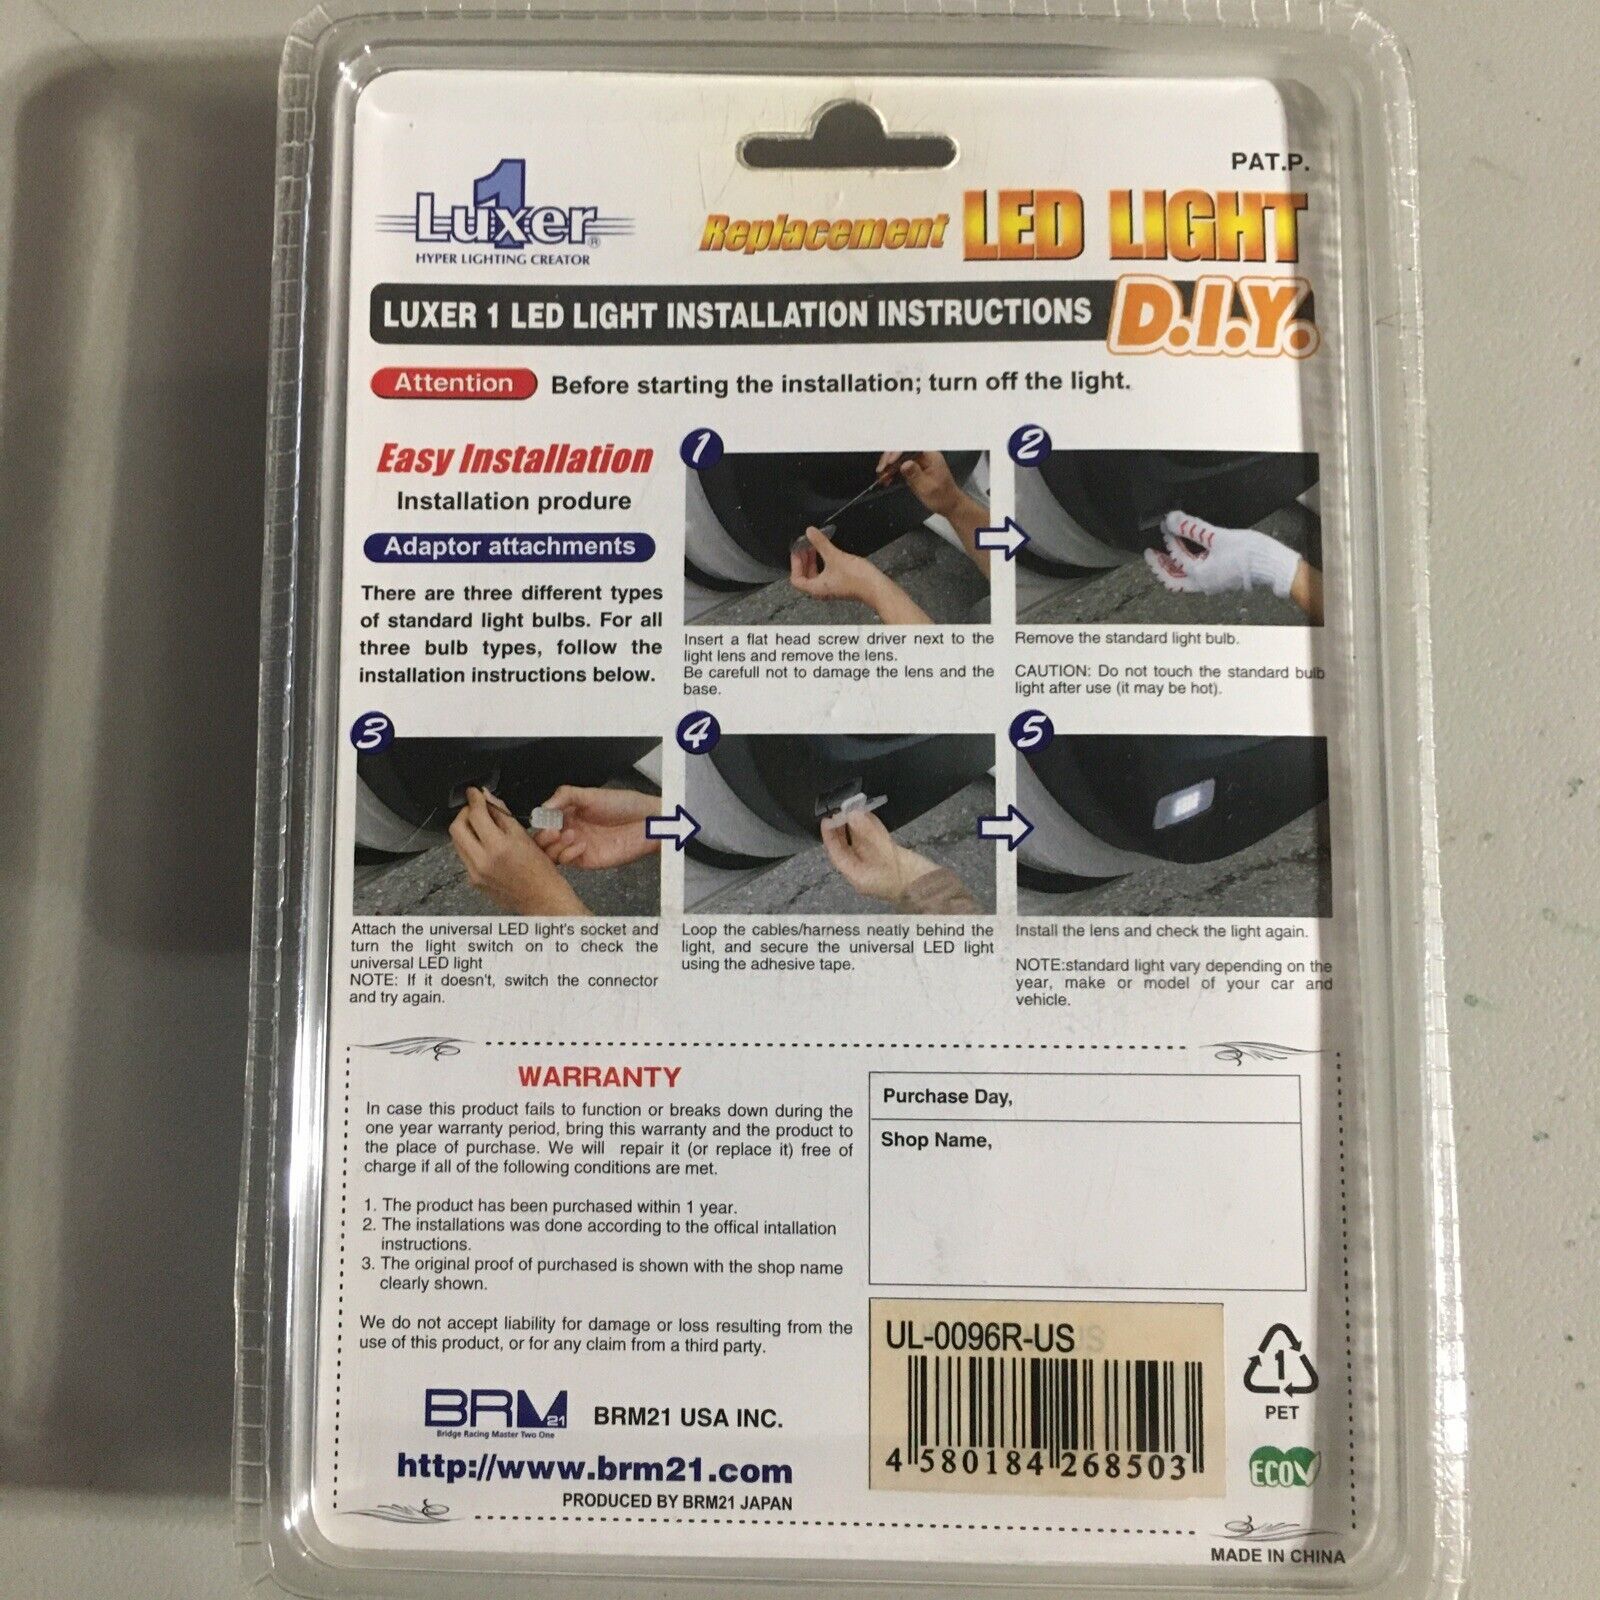 PAT.P.
Luxer 1 ®
HYPER LIGHTING CREATOR
Replacement LED LIGHT
LUXER 1 LED LIGHT INSTALLATION INSTRUCTIONS D.I.Y.
Attention Before starting the installation; turn off the light.
Easy Installation
Installation produre
Adaptor attachments
There are three different types
of standard light bulbs. For all
three bulb types, follow the
installation instructions below.
1
Insert a flat head screw driver next to the
light lens and remove the lens.
Be carefull not to damage the lens and the
base.
2
Remove the standard light bulb.
CAUTION: Do not touch the standard bulb
light after use (it may be hot).
3
Attach the universal LED light's socket and
turn the light switch on to check the
universal LED light
NOTE: If it doesn't, switch the connector
and try again.
4
Loop the cables/harness neatly behind the
light, and secure the universal LED light
using the adhesive tape.
5
Install the lens and check the light again.
NOTE:standard light vary depending on the
year, make or model of your car and
vehicle.
WARRANTY
In case this product fails to function or breaks down during the
one year warranty period, bring this warranty and the product to
the place of purchase. We will repair it (or replace it) free of
charge if all of the following conditions are met.
1. The product has been purchased within 1 year.
2. The installations was done according to the offical intallation
instructions.
3. The original proof of purchased is shown with the shop name
clearly shown.
We do not accept liability for damage or loss resulting from the
use of this product, or for any claim from a third party.
Purchase Day,
Shop Name,
BRM 21
Bridge Racing Master Two One
BRM21 USA INC.
http://www.brm21.com
PRODUCED BY BRM21 JAPAN
UL-0096R-US
4 580184 268503
1
PET
ECO
MADE IN CHINA